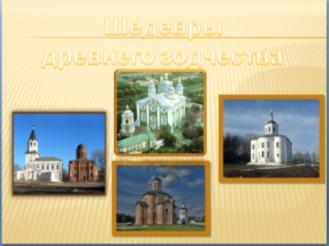 Шедевры
древнего зодчества